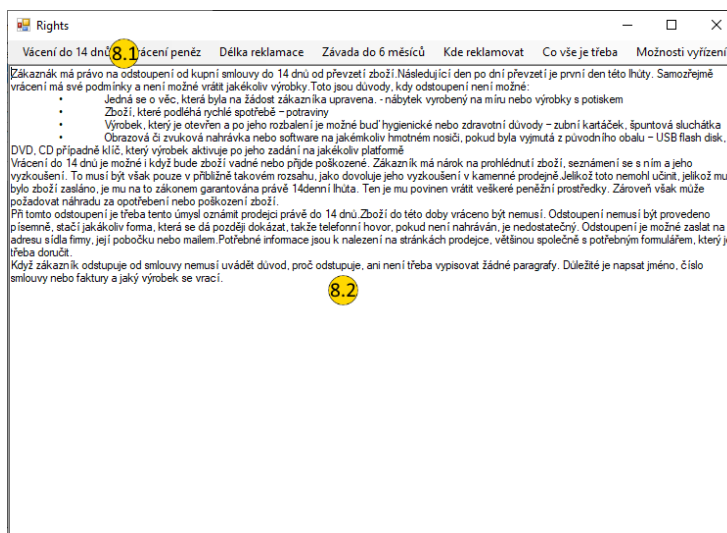 Rights
Vácení do 14 dnů 8.1 rácení peněz Délka reklamace Závada do 6 měsíců Kde reklamovat Co vše je třeba Možnosti vyřízení
Zákaznák má právo na odstoupení od kupní smlouvy do 14 dnů od převzetí zboží.Následující den po dni převzetí je první den této lhůty. Samozřejmě
vrácení má své podmínky a není možné vrátit jakékoliv výrobky.Toto jsou důvody, kdy odstoupení není možné:
• Jedná se o věc, která byla na žádost zákazníka upravena. - nábytek vyrobený na míru nebo výrobky s potiskem
• Zboží, které podléhá rychlé spotřebě – potraviny
• Výrobek, který je otevřen a po jeho rozbalení je možné buď hygienické nebo zdravotní důvody – zubní kartáček, špuntová sluchátka
• Obrazová či zvuková nahrávka nebo software na jakémkoliv hmotném nosiči, pokud byla vyjmutá z původního obalu – USB flash disk,
DVD, CD případně klíč, který výrobek aktivuje po jeho zadání na jakékoliv platformě
Vrácení do 14 dnů je možné i když bude zboží vadné nebo přijde poškozené. Zákazník má nárok na prohlédnutí zboží, seznámení se s ním a jeho
vyzkoušení. To musí být však pouze v přibližně takovém rozsahu, jako dovoluje jeho vyzkoušení v kamenné prodejně.Jelikož toto nemohl učinit, jelikož mu
bylo zboží zasláno, je mu na to zákonem garantována právě 14denní lhůta. Ten je mu povinen vrátit veškeré peněžní prostředky. Zároveň však může
požadovat náhradu za opotřebení nebo poškození zboží.
Při tomto odstoupení je třeba tento úmysl oznámit prodejci právě do 14 dnů.Zboží do této doby vráceno být nemusí. Odstoupení nemusí být provedeno
písemně, stačí jakákoliv forma, která se dá později dokázat, takže telefonní hovor, pokud není nahráván, je nedostatečný. Odstoupení je možné zaslat na
adresu sídla firmy, její pobočku nebo mailem.Potřebné informace jsou k nalezení na stránkách prodejce, většinou společně s potřebným formulářem, který je
třeba doručit.
Když zákazník odstupuje od smlouvy nemusí uvádět důvod, proč odstupuje, ani není třeba vypisovat žádné paragrafy. Důležité je napsat jméno, číslo
smlouvy nebo faktury a jaký výrobek se vrací.
8.2